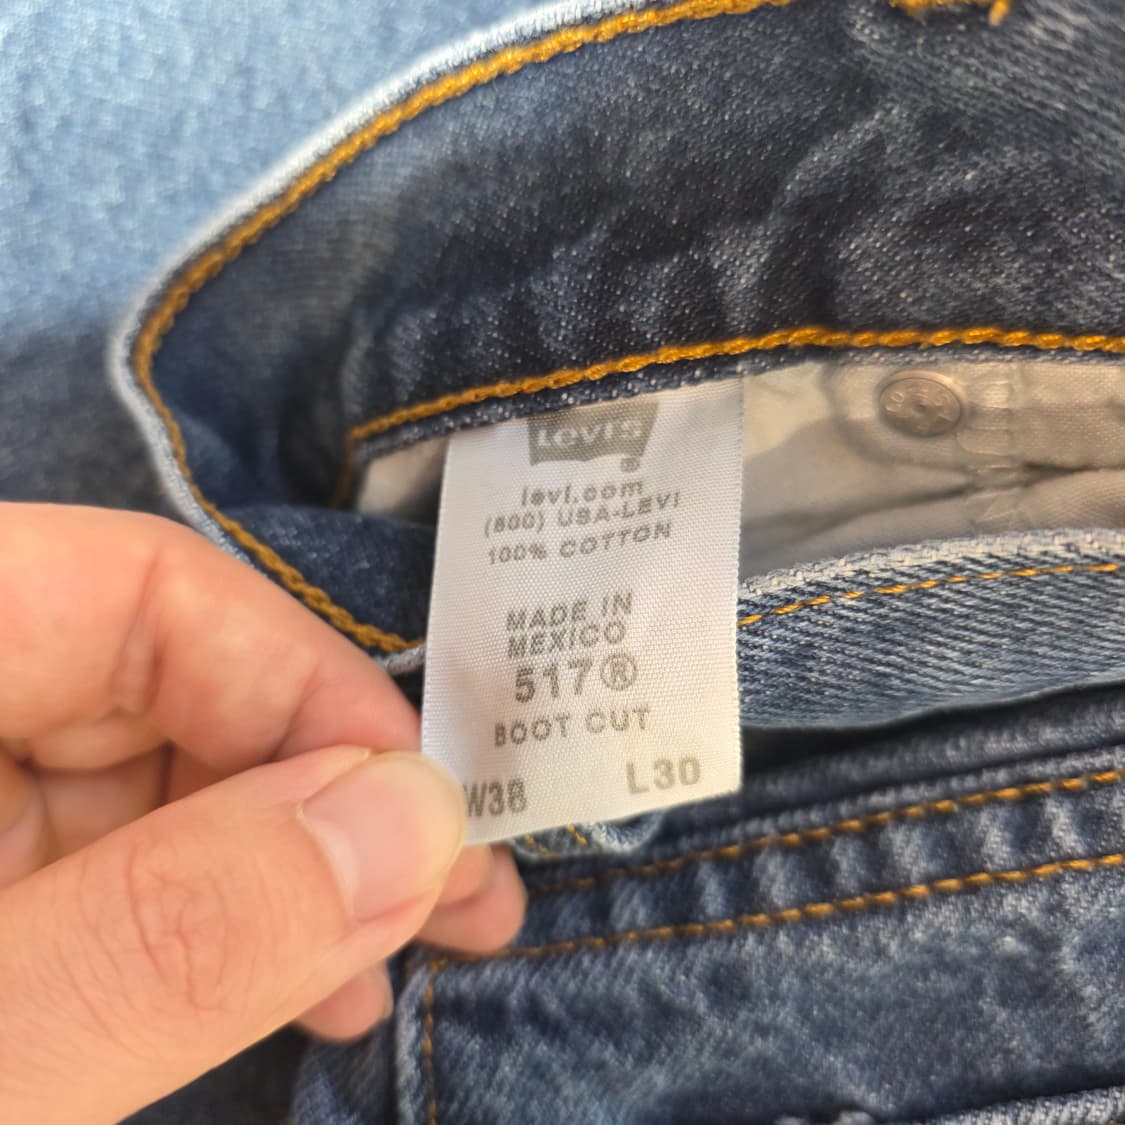 Levi's
®
levi.com
(800) USA-LEVI
100% COTTON
MADE IN
MEXICO
517®
BOOT CUT
W38 L30